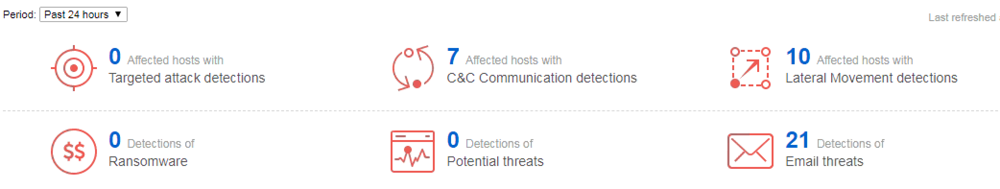 Period: Past 24 hours ▼
Last refreshed
0 Affected hosts with
Targeted attack detections
7 Affected hosts with
C&C Communication detections
10 Affected hosts with
Lateral Movement detections
$$
0 Detections of
Ransomware
0 Detections of
Potential threats
21 Detections of
Email threats